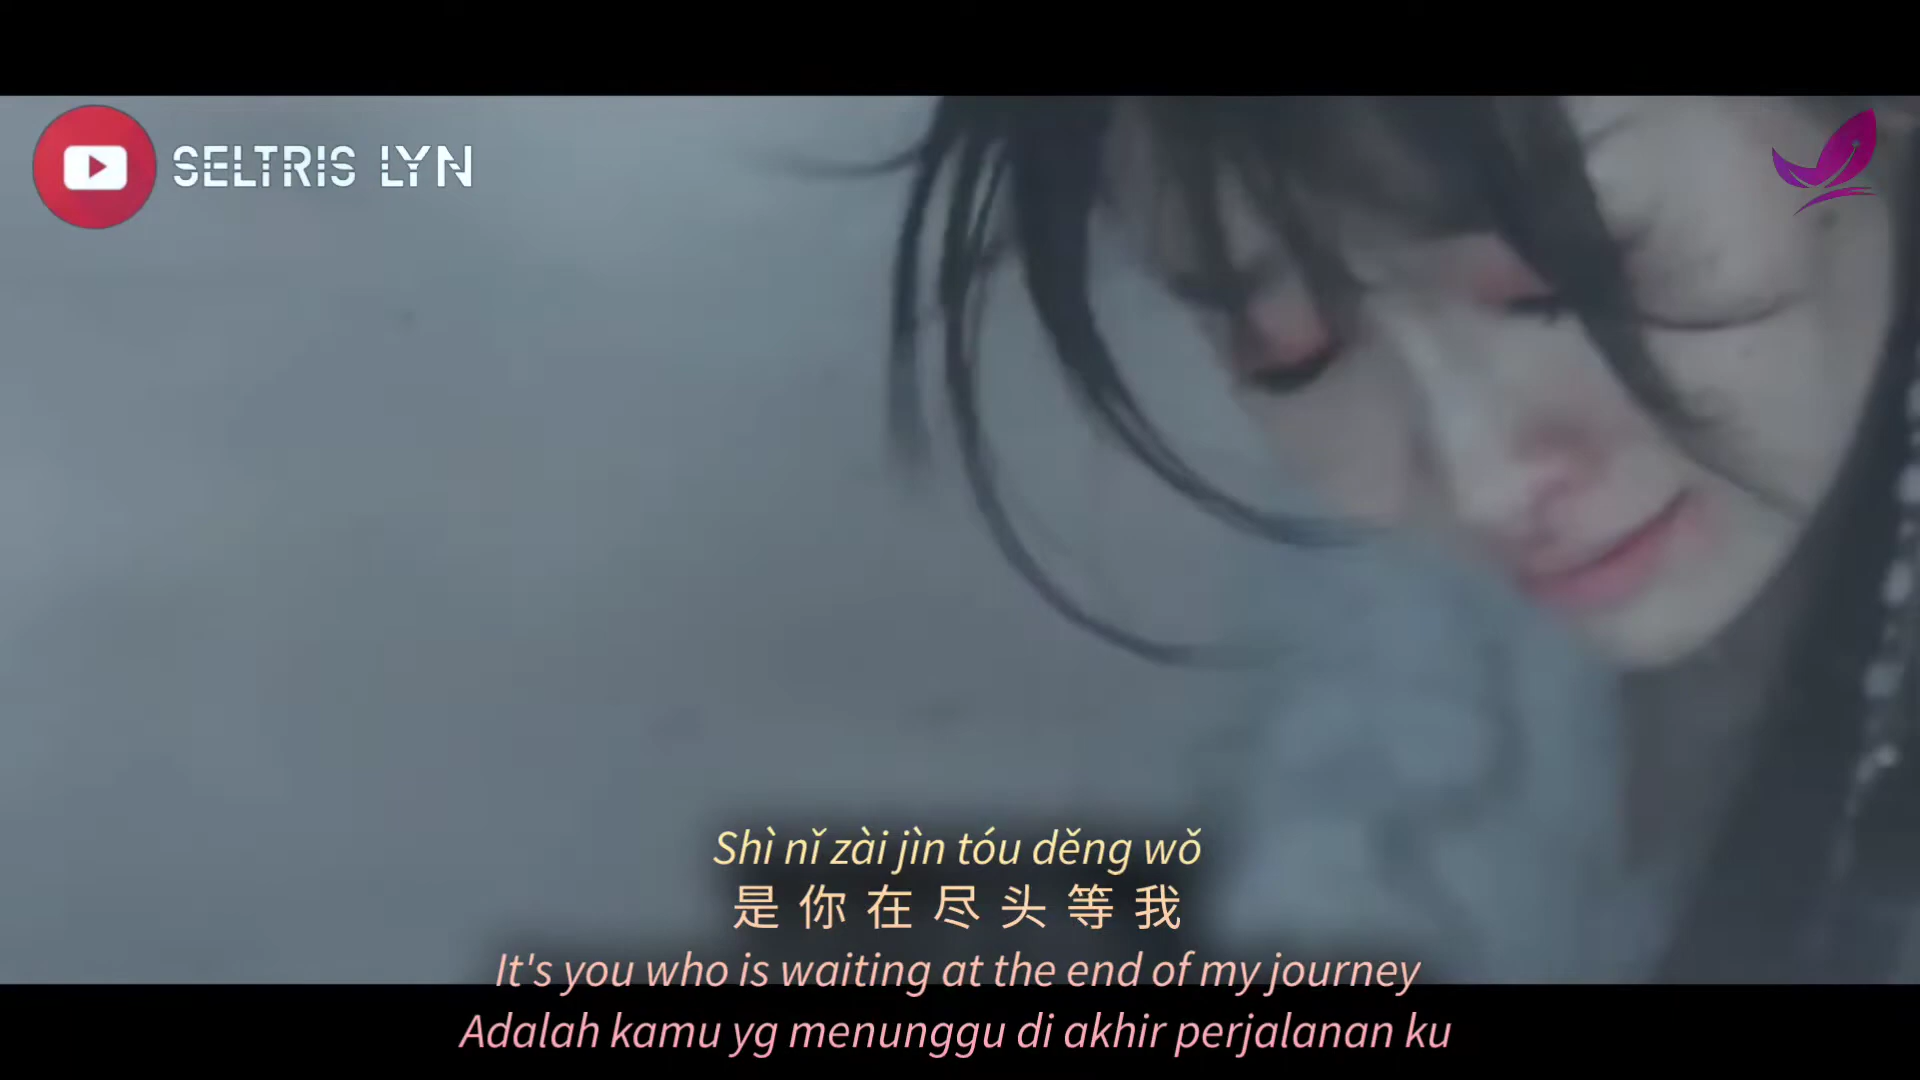 SELTRIS LYN
Shì nǐ zài jìn tóu děng wǒ
是你在尽头等我
It's you who is waiting at the end of my journey
Adalah kamu yg menunggu di akhir perjalanan ku